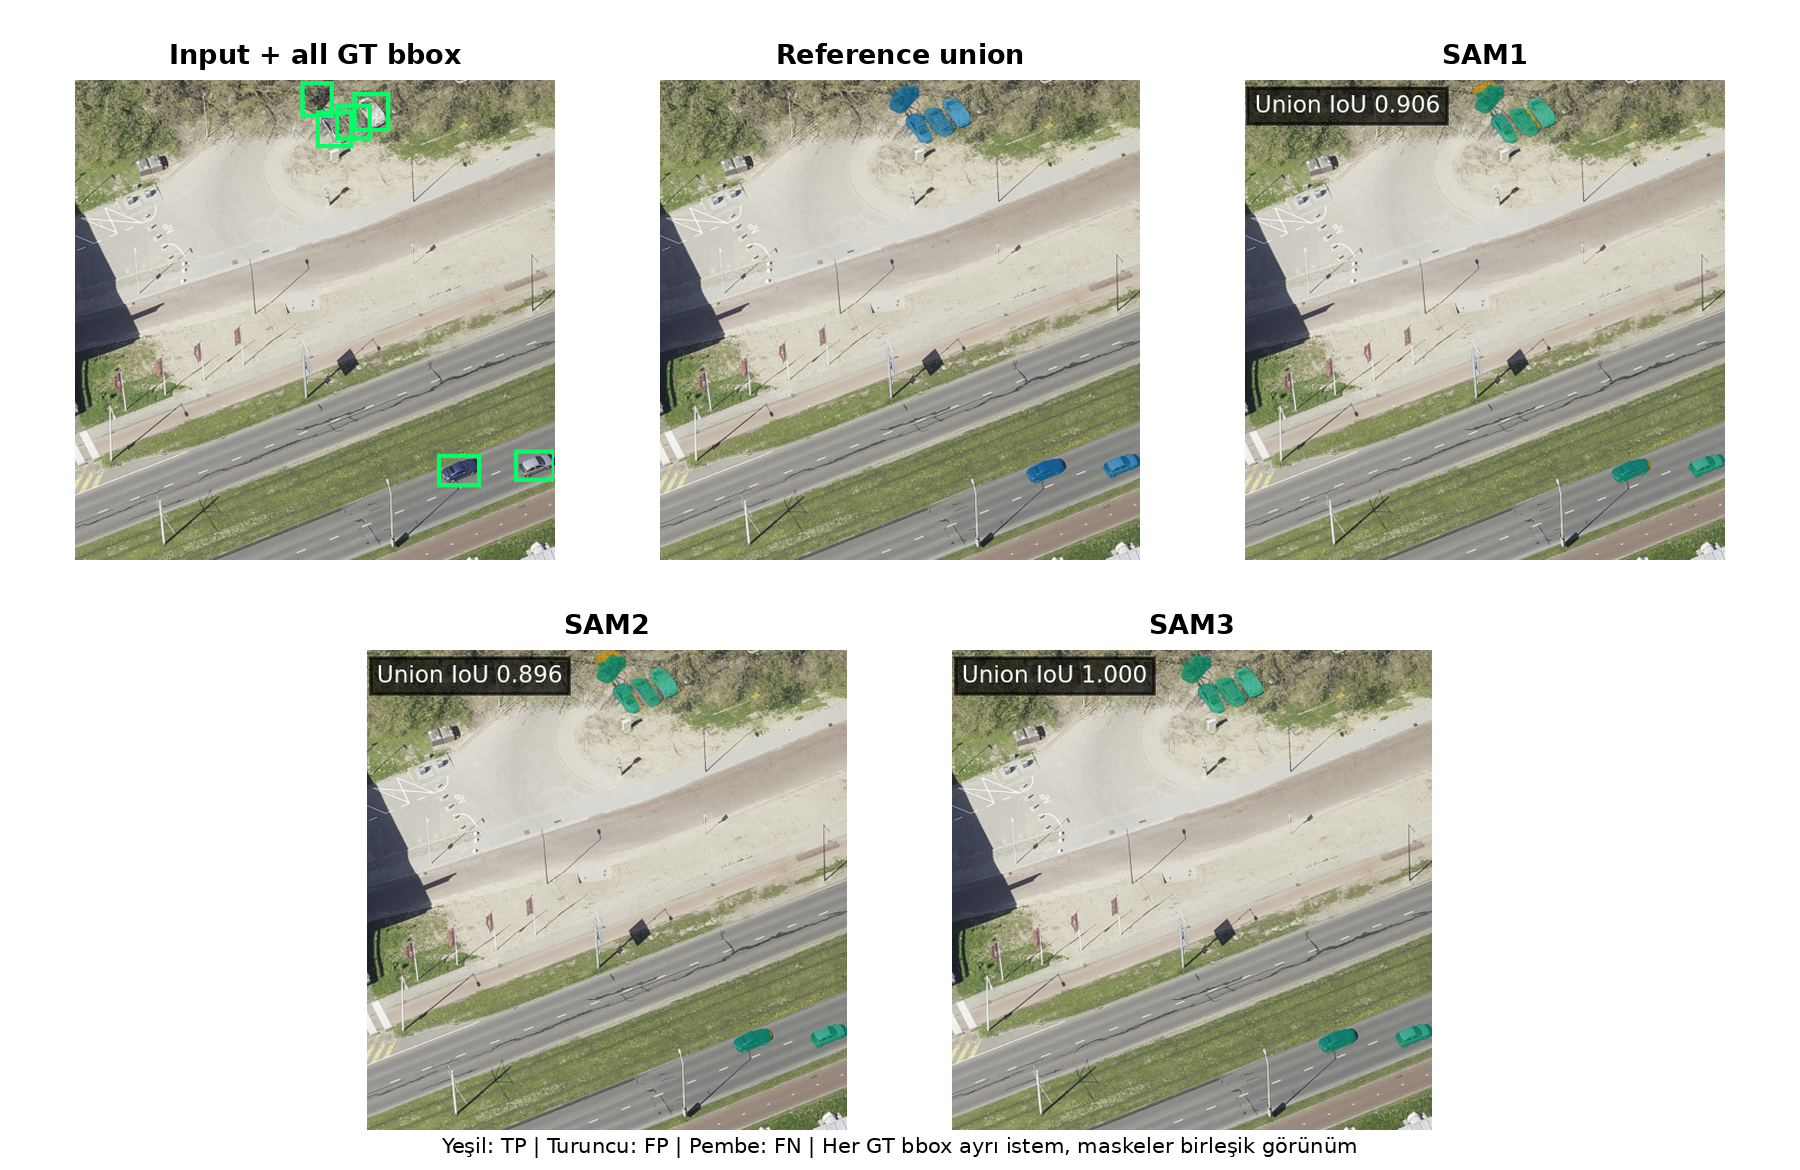 Input + all GT bbox
Reference union
SAM1
Union IoU 0.906
SAM2
SAM3
Union IoU 0.896
Union IoU 1.000
Yeşil: TP | Turuncu: FP | Pembe: FN | Her GT bbox ayrı istem, maskeler birleşik görünüm